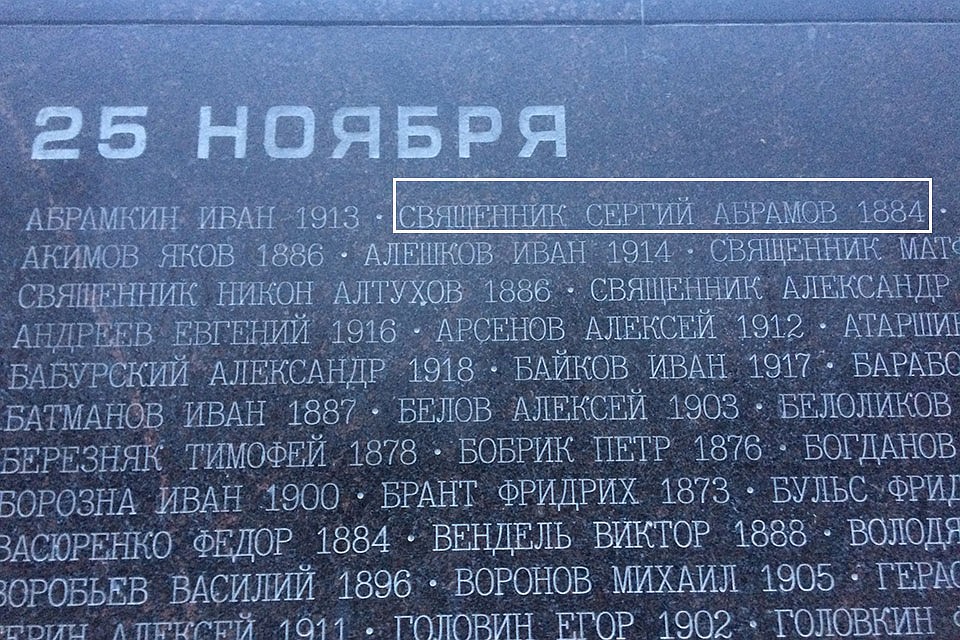 25 НОЯБРЯ
АБРАМКИН ИВАН 1913 · СВЯЩЕННИК СЕРГИЙ АБРАМОВ 1884 ·
АКИМОВ ЯКОВ 1886 · АЛЕШКОВ ИВАН 1914 · СВЯЩЕННИК
СВЯЩЕННИК НИКОН АЛТУХОВ 1886 · СВЯЩЕННИК АЛЕКСАНДР
АНДРЕЕВ ЕВГЕНИЙ 1916 · АРСЕНОВ АЛЕКСЕЙ 1912 ·
БАБУРСКИЙ АЛЕКСАНДР 1918 · БАЙКОВ ИВАН 1917 ·
БАТМАНОВ ИВАН 1887 · БЕЛОВ АЛЕКСЕЙ 1903 · БЕЛОЛИКОВ
БЕРЕЗНЯК ТИМОФЕЙ 1878 · БОБРИК ПЕТР 1876 · БОГДАНОВ
БОРОЗНА ИВАН 1900 · БРАНТ ФРИДРИХ 1873 · БУЛЬС
ВАСЮРЕНКО ФЕДОР 1884 · ВЕНДЕЛЬ ВИКТОР 1888 ·
ВОРОБЬЕВ ВАСИЛИЙ 1896 · ВОРОНОВ МИХАИЛ 1905 ·
АЛЕКСЕЙ 1911 · ГОЛОВИН ЕГОР 1902 · ГОЛОВКИН